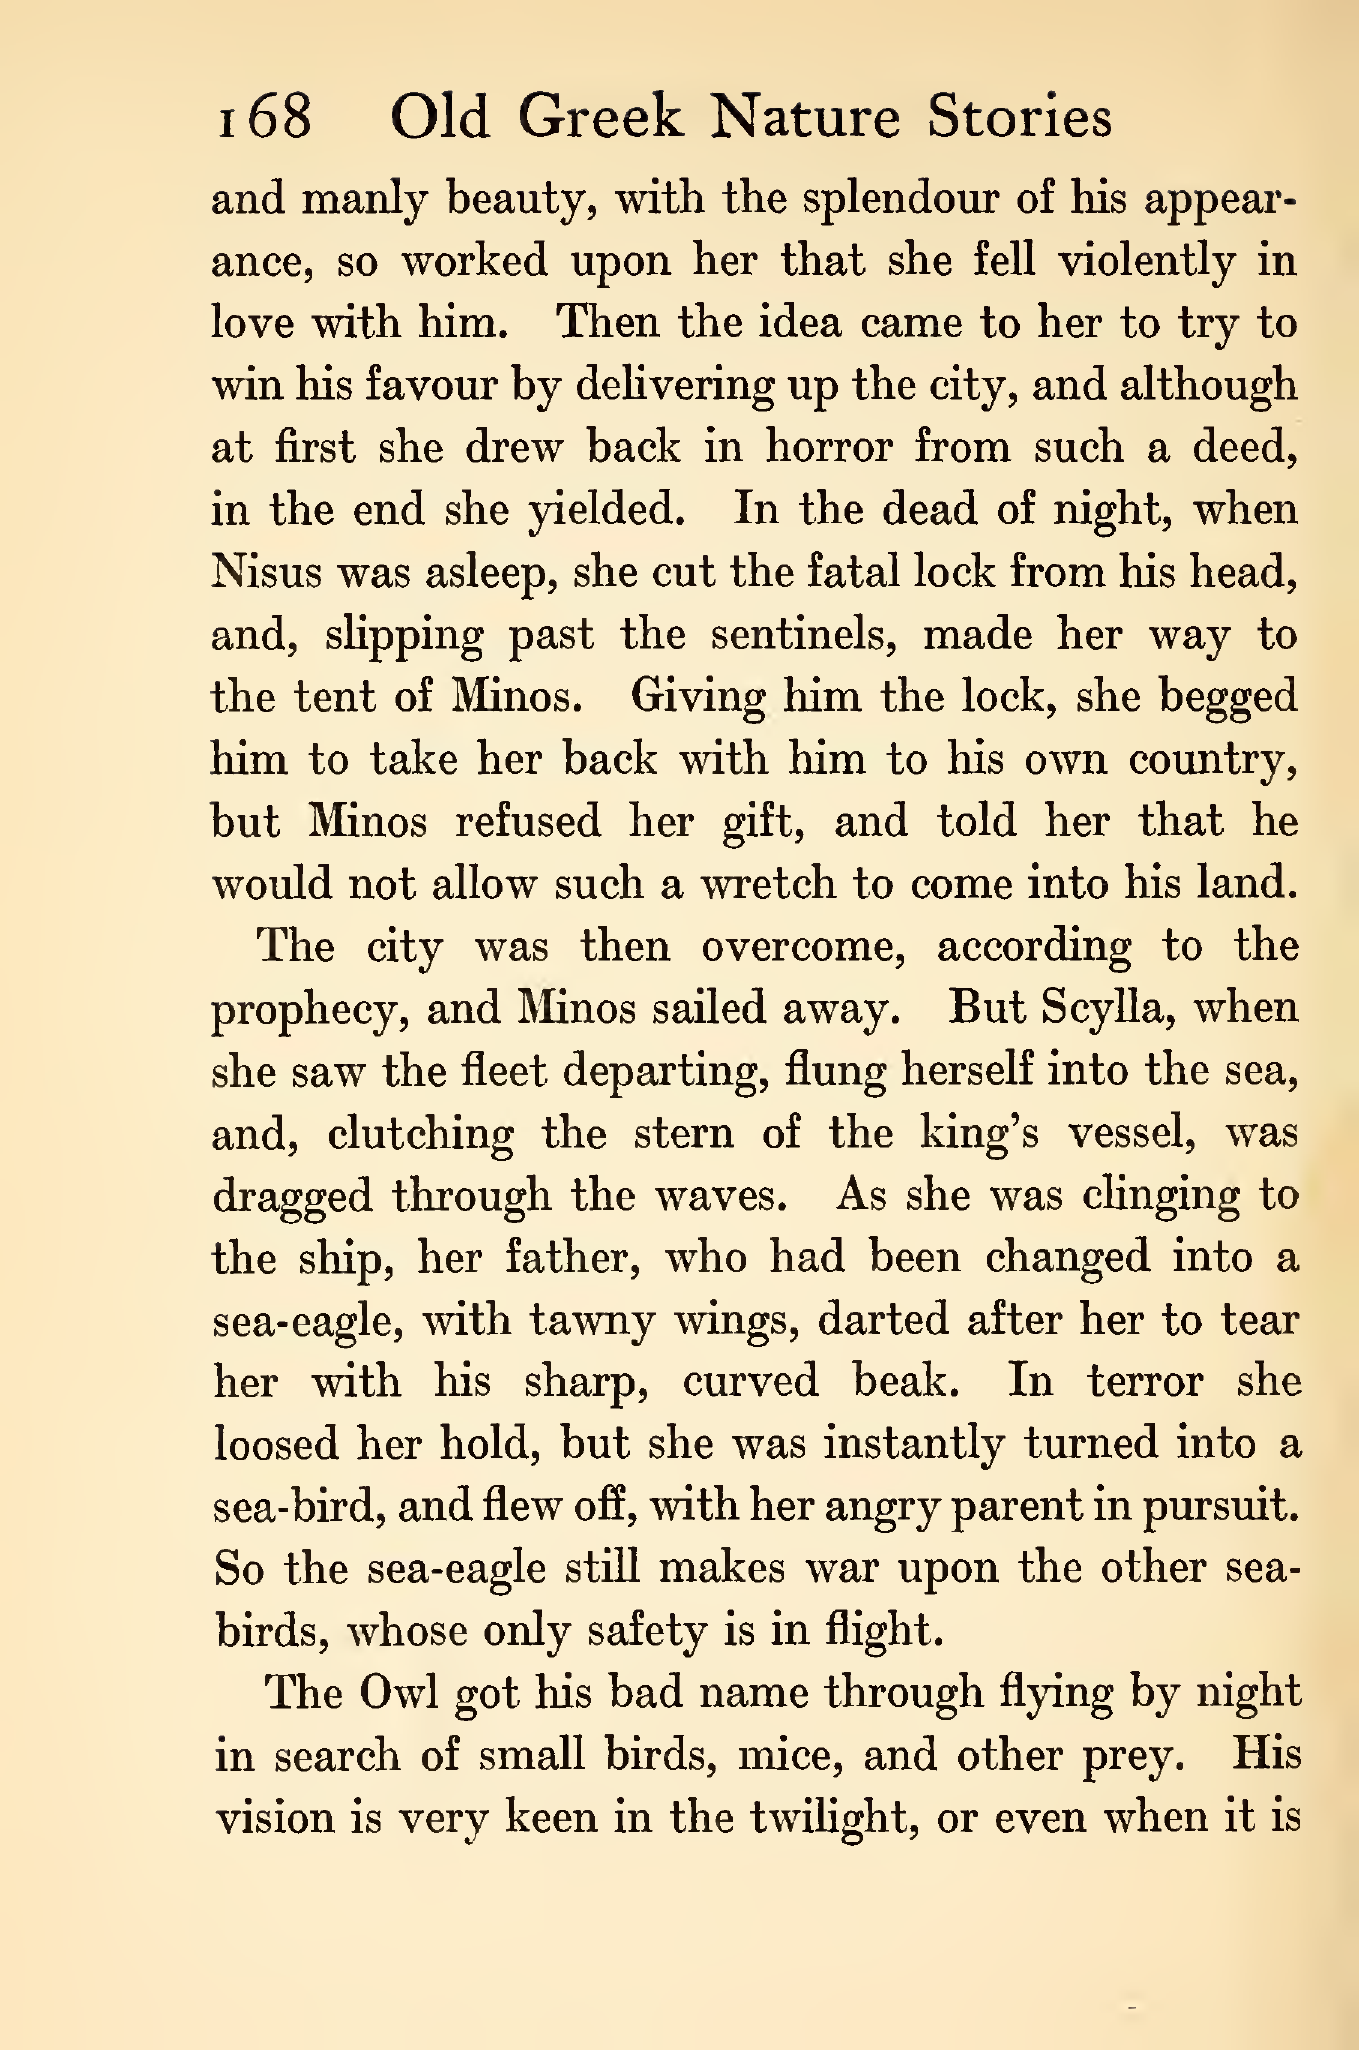 168 Old Greek Nature Stories
and manly beauty, with the splendour of his appear-
ance, so worked upon her that she fell violently in
love with him. Then the idea came to her to try to
win his favour by delivering up the city, and although
at first she drew back in horror from such a deed,
in the end she yielded. In the dead of night, when
Nisus was asleep, she cut the fatal lock from his head,
and, slipping past the sentinels, made her way to
the tent of Minos. Giving him the lock, she begged
him to take her back with him to his own country,
but Minos refused her gift, and told her that he
would not allow such a wretch to come into his land.
The city was then overcome, according to the
prophecy, and Minos sailed away. But Scylla, when
she saw the fleet departing, flung herself into the sea,
and, clutching the stern of the king's vessel, was
dragged through the waves. As she was clinging to
the ship, her father, who had been changed into a
sea-eagle, with tawny wings, darted after her to tear
her with his sharp, curved beak. In terror she
loosed her hold, but she was instantly turned into a
sea-bird, and flew off, with her angry parent in pursuit.
So the sea-eagle still makes war upon the other sea-
birds, whose only safety is in flight.
The Owl got his bad name through flying by night
in search of small birds, mice, and other prey. His
vision is very keen in the twilight, or even when it is